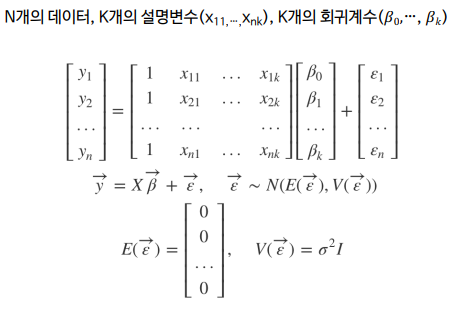 N개의 데이터, K개의 설명변수(x₁₁,…,xₙₖ), K개의 회귀계수(β₀,⋯, βₖ)
[y₁] = [1 x₁₁ … x₁ₖ][β₀] + [ε₁]
[y₂] [1 x₂₁ … x₂ₖ][β₁] [ε₂]
[…] [… … …][…] […]
[yₙ] [1 xₙ₁ … xₙₖ][βₖ] [εₙ]
y⃗ = Xβ⃗ + ε⃗, ε⃗ ~ N(E(ε⃗), V(ε⃗))
E(ε⃗) = [0 0 … 0], V(ε⃗) = σ²I